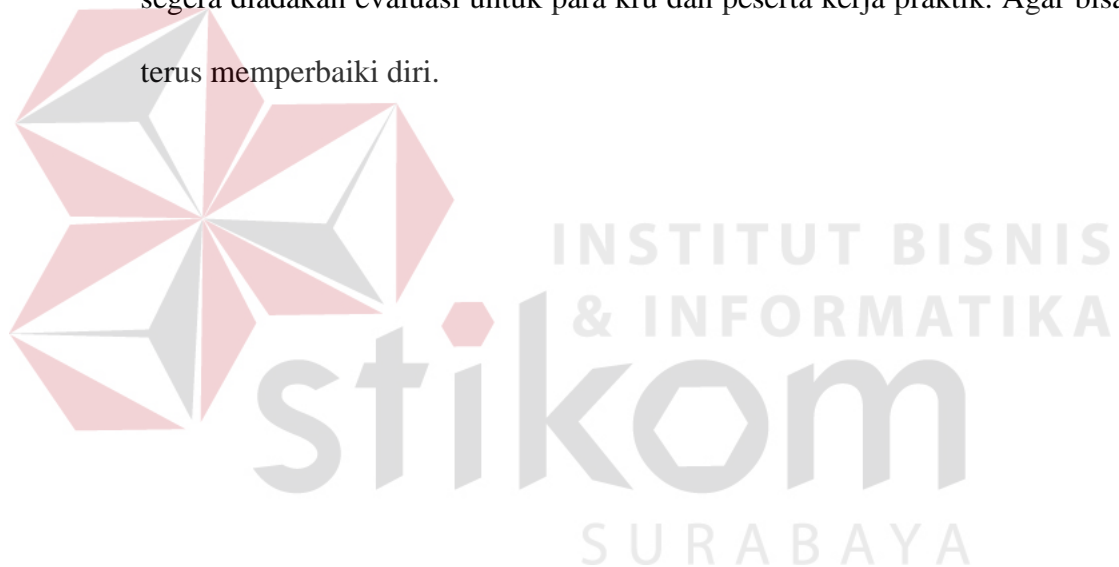 segera diadakan evaluasi untuk para kru dan peserta kerja praktik. Agar bisa
terus memperbaiki diri.
INSTITUT BISNIS
& INFORMATIKA
stikom
SURABAYA